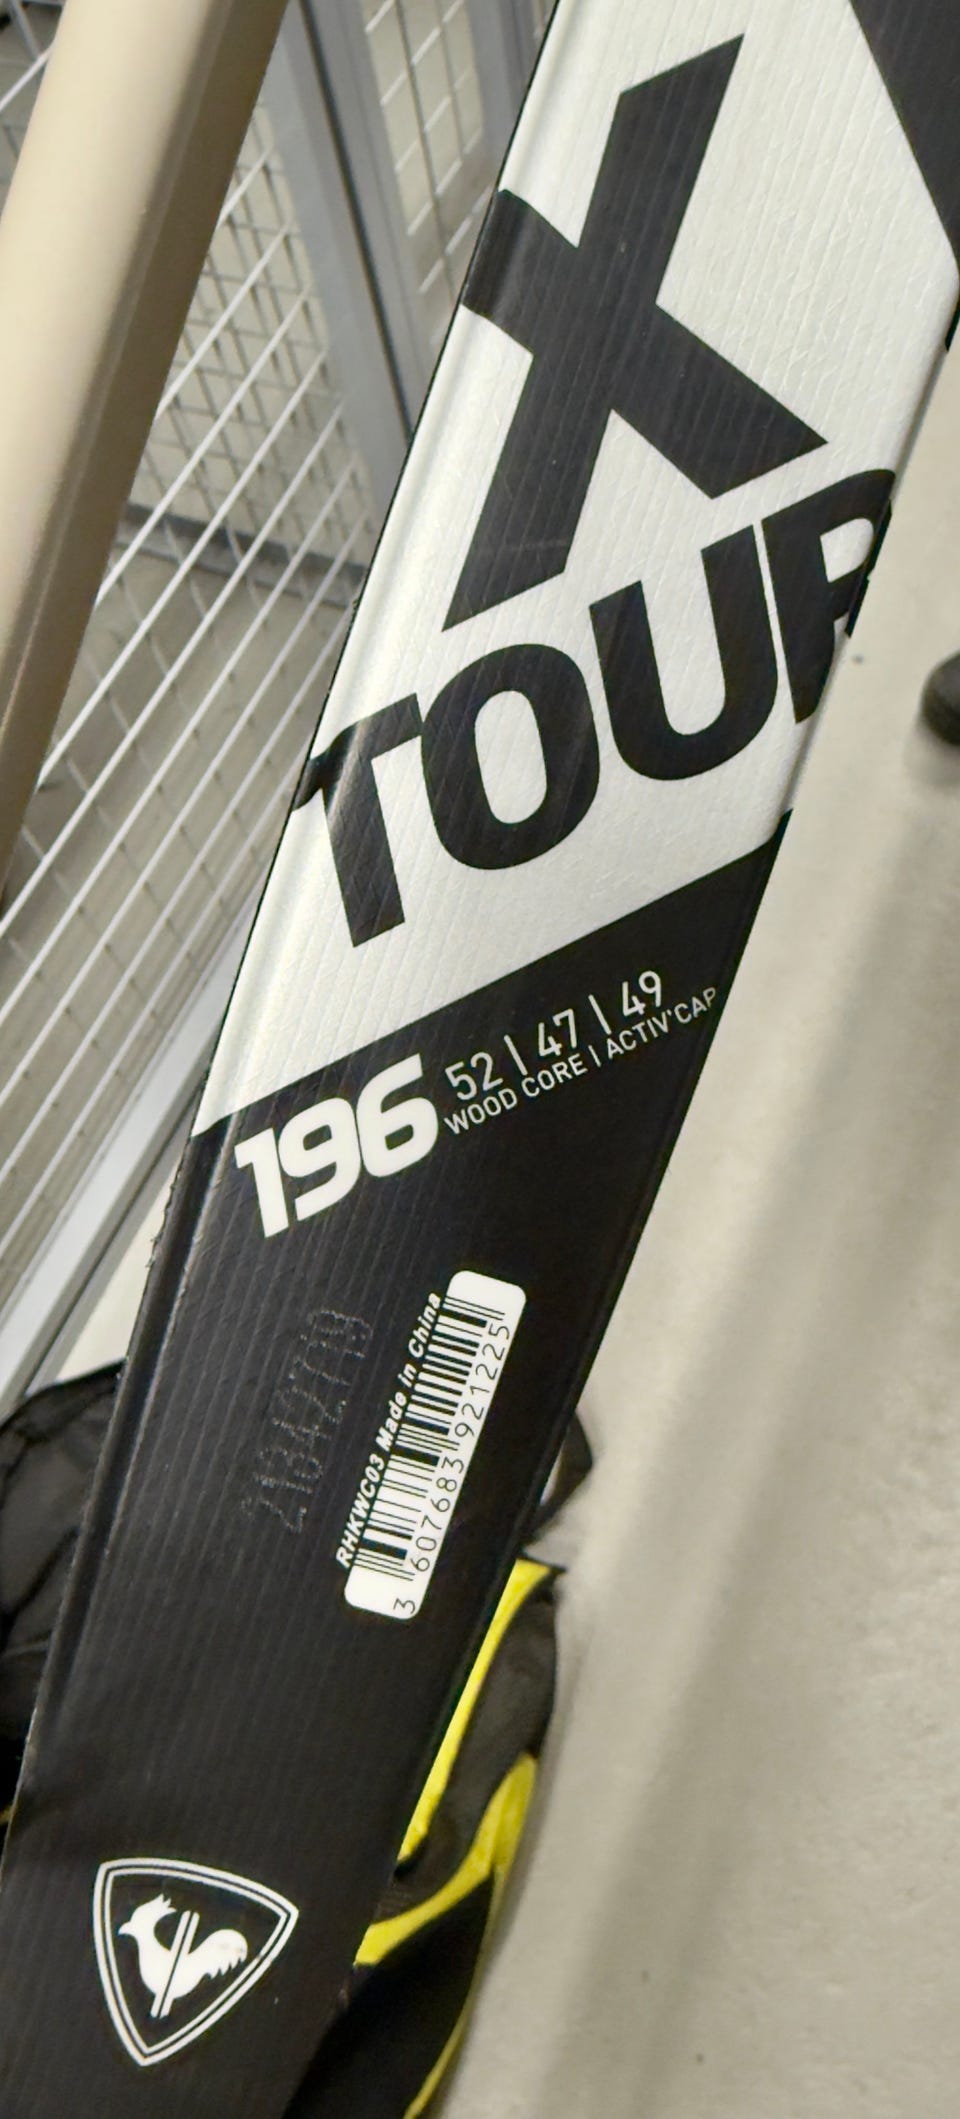 X
TOUR
196
52 | 47 | 49
WOOD CORE | ACTIV'CAP
RHKWC03 Made in China
3 607683 921225